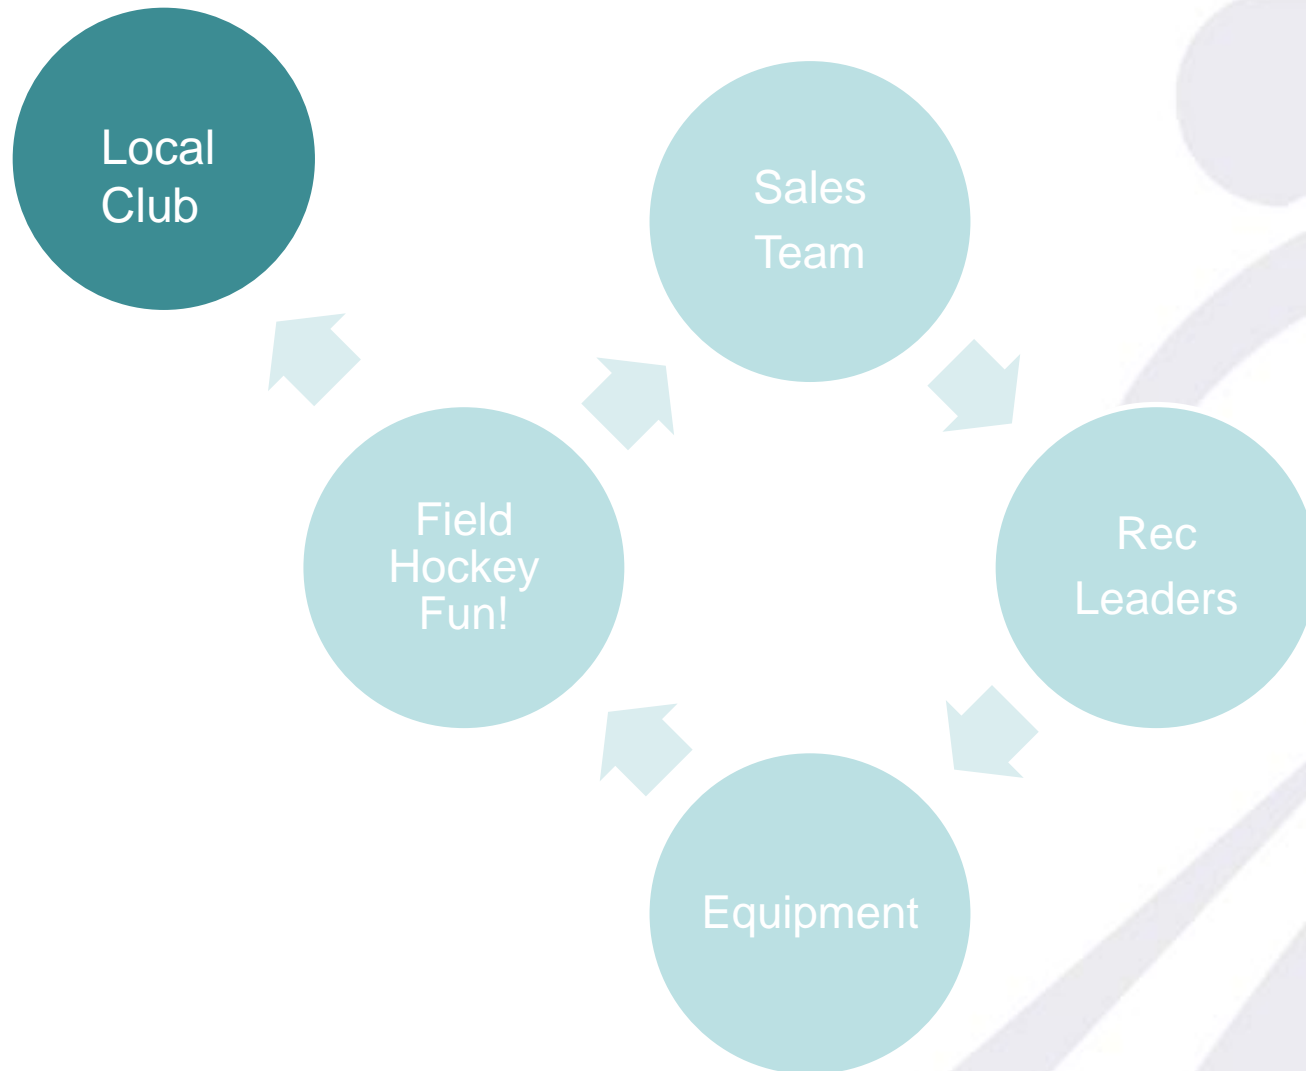 Local
Club
Sales
Team
Field
Hockey
Fun!
Rec
Leaders
Equipment